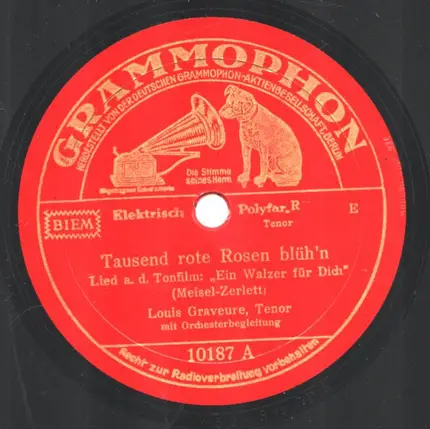 GRAMMOPHON
HERGESTELLT VON DER DEUTSCHEN GRAMMOPHON-AKTIENGESELLSCHAFT, BERLIN
Die Stimme
seines Herrn
BIEM
Elektrisch
Polyfar R
E
Tenor
Tausend rote Rosen blüh'n
Lied a. d. Tonfilm: „Ein Walzer für Dich"
(Meisel-Zerlett)
Louis Graveure, Tenor
mit Orchesterbegleitung
10187 A
Recht zur Radioverbreitung vorbehalten